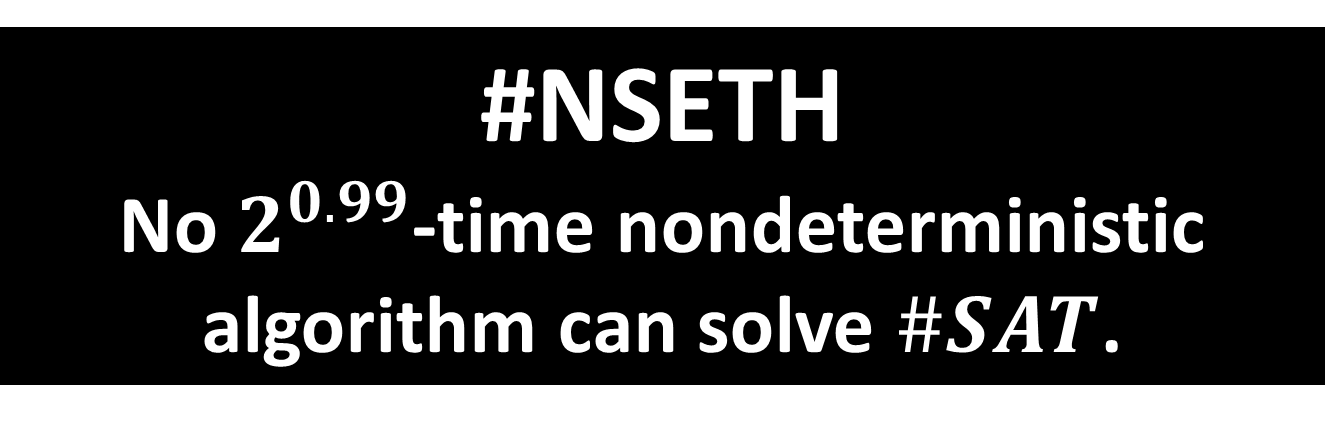 #NSETH
No 2^0.99-time nondeterministic
algorithm can solve #SAT.